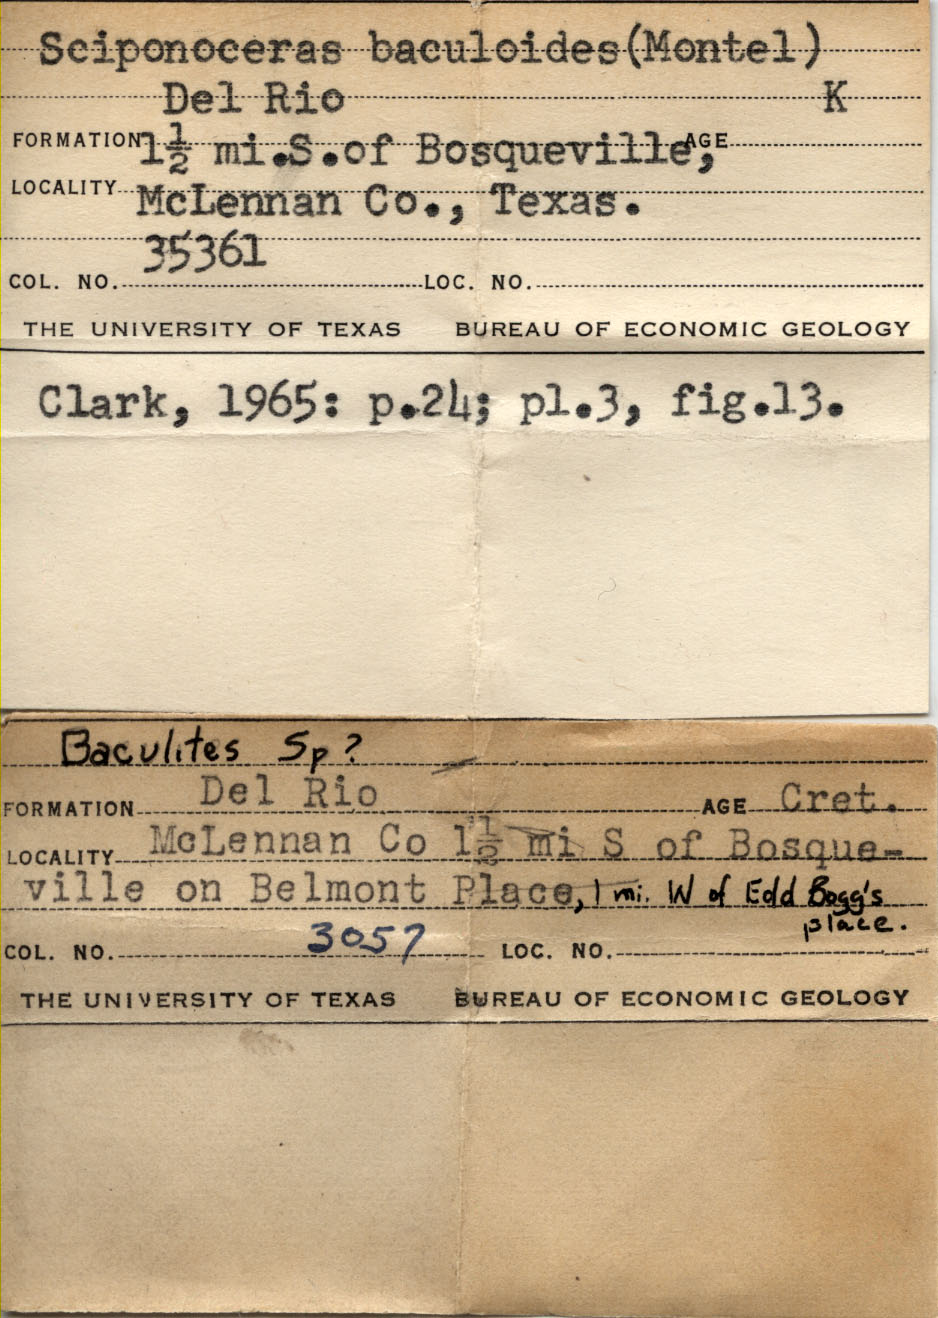 Sciponoceras baculoides(Montel)
Del Rio K
FORMATION AGE
1½ mi.S.of Bosqueville,
LOCALITY McLennan Co., Texas.
35361
COL. NO. LOC. NO.
THE UNIVERSITY OF TEXAS BUREAU OF ECONOMIC GEOLOGY
Clark, 1965: p.24; pl.3, fig.13.
Baculites Sp?
FORMATION Del Rio AGE Cret.
LOCALITY McLennan Co 1½ mi S of Bosque-
ville on Belmont Place, 1 mi. W of Edd Bogg's
place.
COL. NO. 3057 LOC. NO.
THE UNIVERSITY OF TEXAS BUREAU OF ECONOMIC GEOLOGY